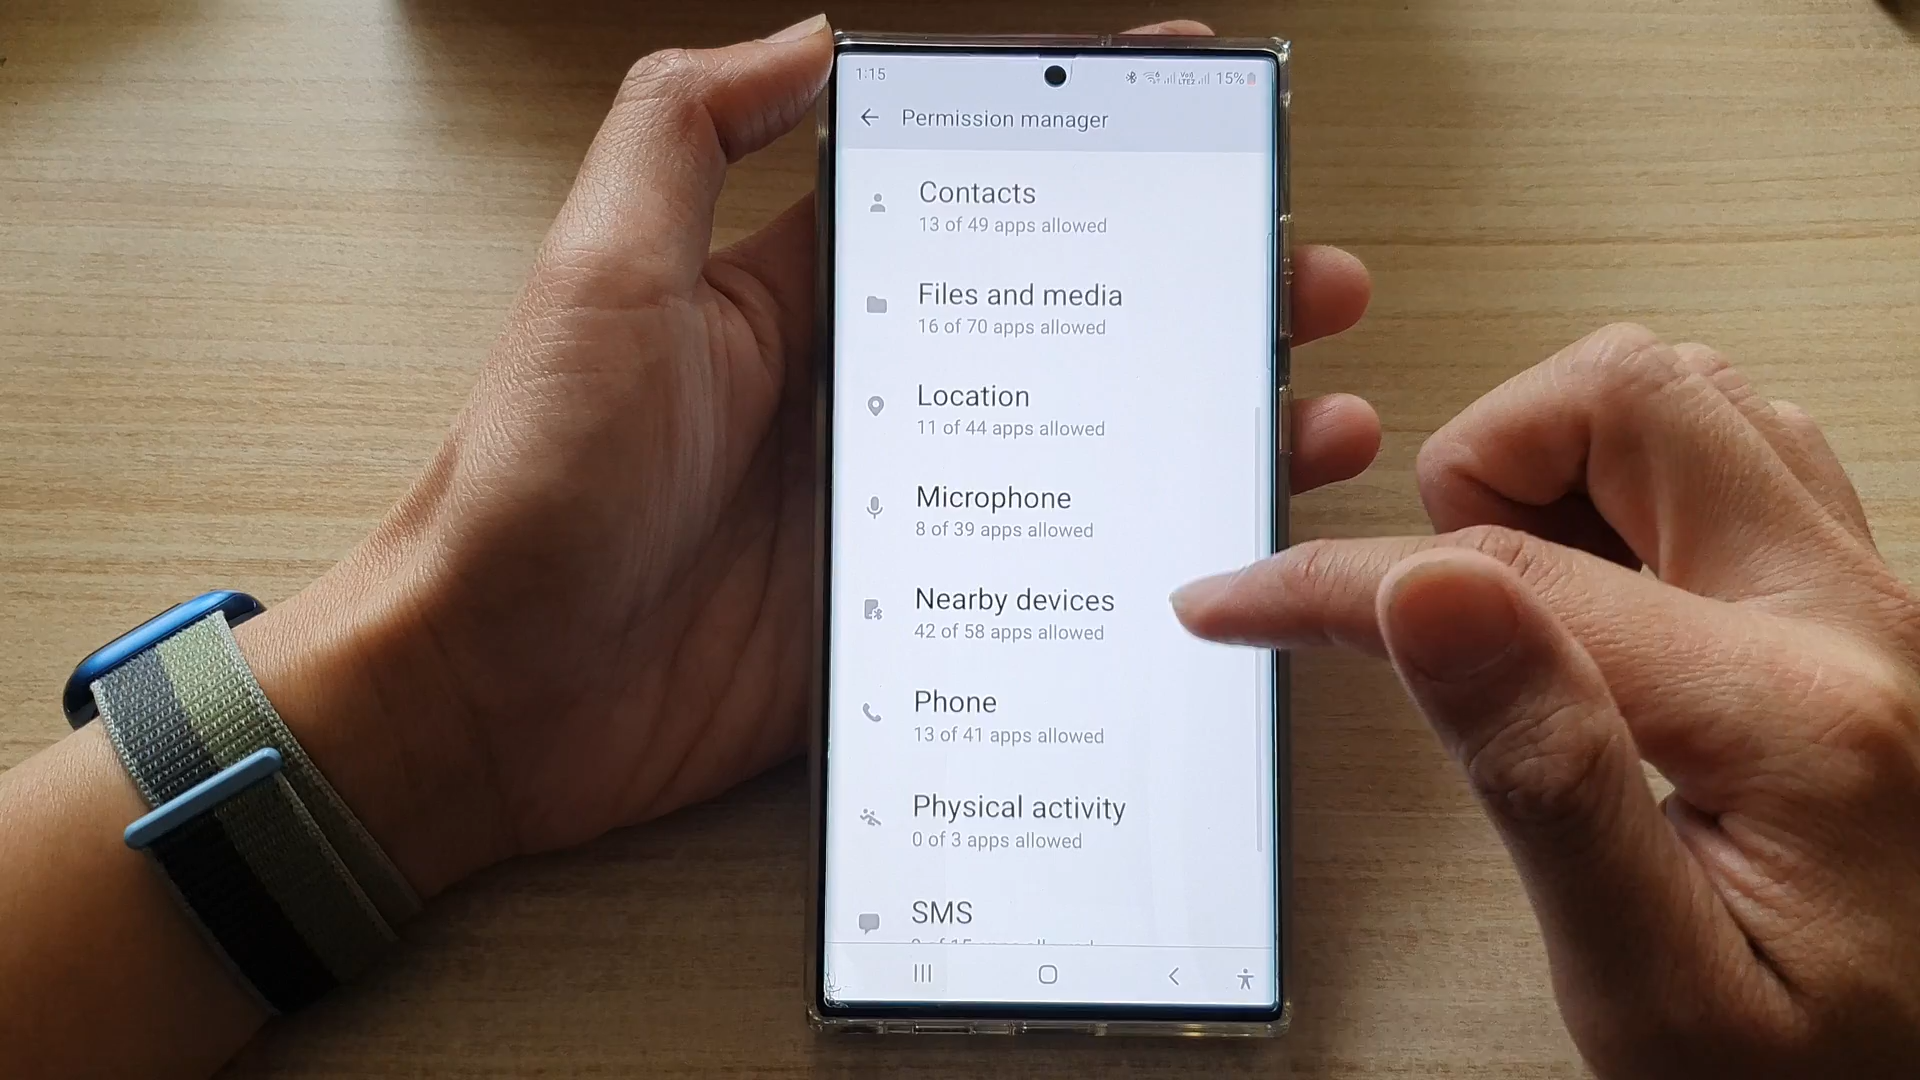 1:15
15%
Permission manager
Contacts
13 of 49 apps allowed
Files and media
16 of 70 apps allowed
Location
11 of 44 apps allowed
Microphone
8 of 39 apps allowed
Nearby devices
42 of 58 apps allowed
Phone
13 of 41 apps allowed
Physical activity
0 of 3 apps allowed
SMS